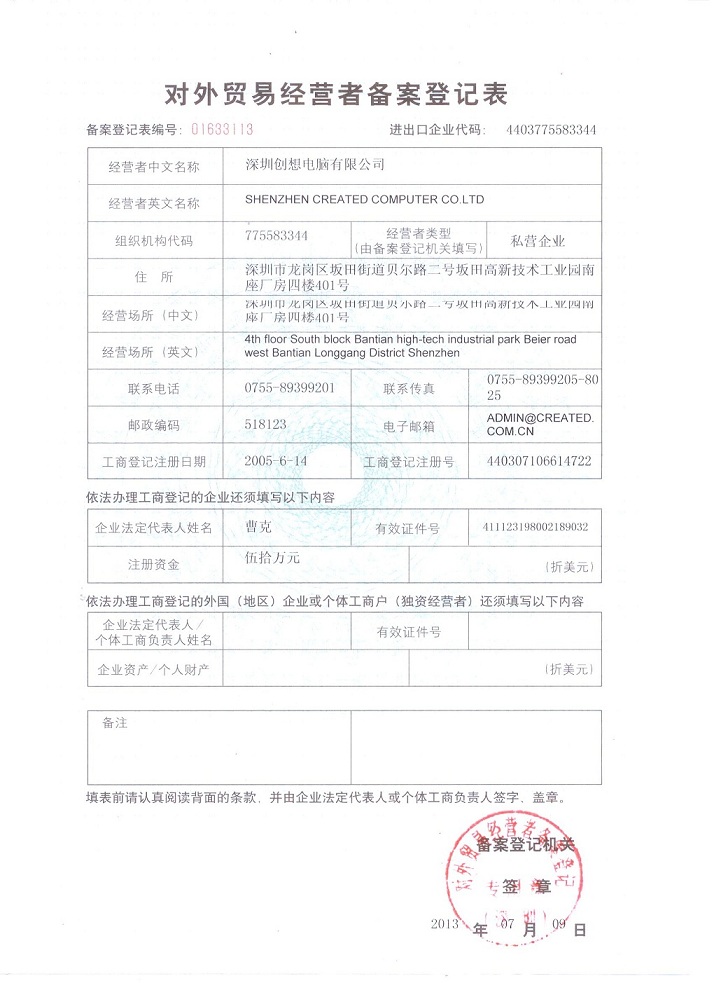 对外贸易经营者备案登记表
备案登记表编号: 01633113 进出口企业代码: 4403775583344
经营者中文名称 深圳创想电脑有限公司
经营者英文名称 SHENZHEN CREATED COMPUTER CO.LTD
组织机构代码 775583344 经营者类型 私营企业
(由备案登记机关填写)
住 所 深圳市龙岗区坂田街道贝尔路二号坂田高新技术工业园南
座厂房四楼401号
经营场所（中文） 深圳市龙岗区坂田街道贝尔路二号坂田高新技术工业园南
座厂房四楼401号
经营场所（英文） 4th floor South block Bantian high-tech industrial park Beier road
west Bantian Longgang District Shenzhen
联系电话 0755-89399201 联系传真 0755-89399205-80
25
邮政编码 518123 电子邮箱 ADMIN@CREATED.
COM.CN
工商登记注册日期 2005-6-14 工商登记注册号 440307106614722
依法办理工商登记的企业还须填写以下内容
企业法定代表人姓名 曹克 有效证件号 411123198002189032
注册资金 伍拾万元 (折美元)
依法办理工商登记的外国（地区）企业或个体工商户（独资经营者）还须填写以下内容
企业法定代表人/
个体工商负责人姓名 有效证件号
企业资产/个人财产 (折美元)
备注
填表前请认真阅读背面的条款，并由企业法定代表人或个体工商负责人签字、盖章。
对外贸易经营者备案登记
备案登记机关
签 章
2013 年 07 月 09 日